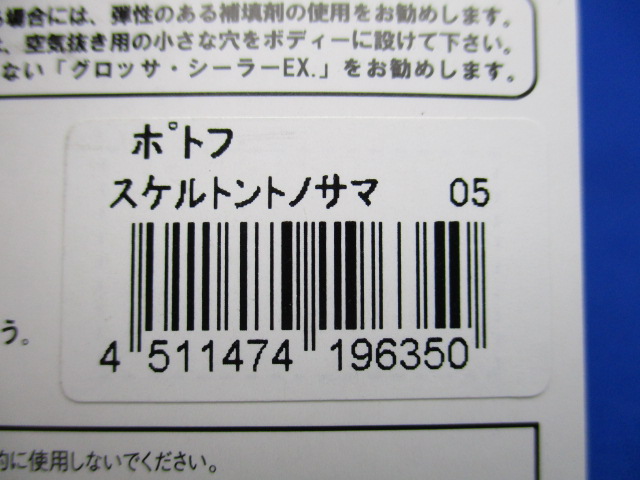 場合には、弾性のある補填剤の使用をお勧めします。
、空気抜き用の小さな穴をボディーに設けて下さい。
ない「グロッサ・シーラーEX.」をお勧めします。
ポトフ
スケルトントノサマ 05
4 511474 196350
う。
的に使用しないでください。